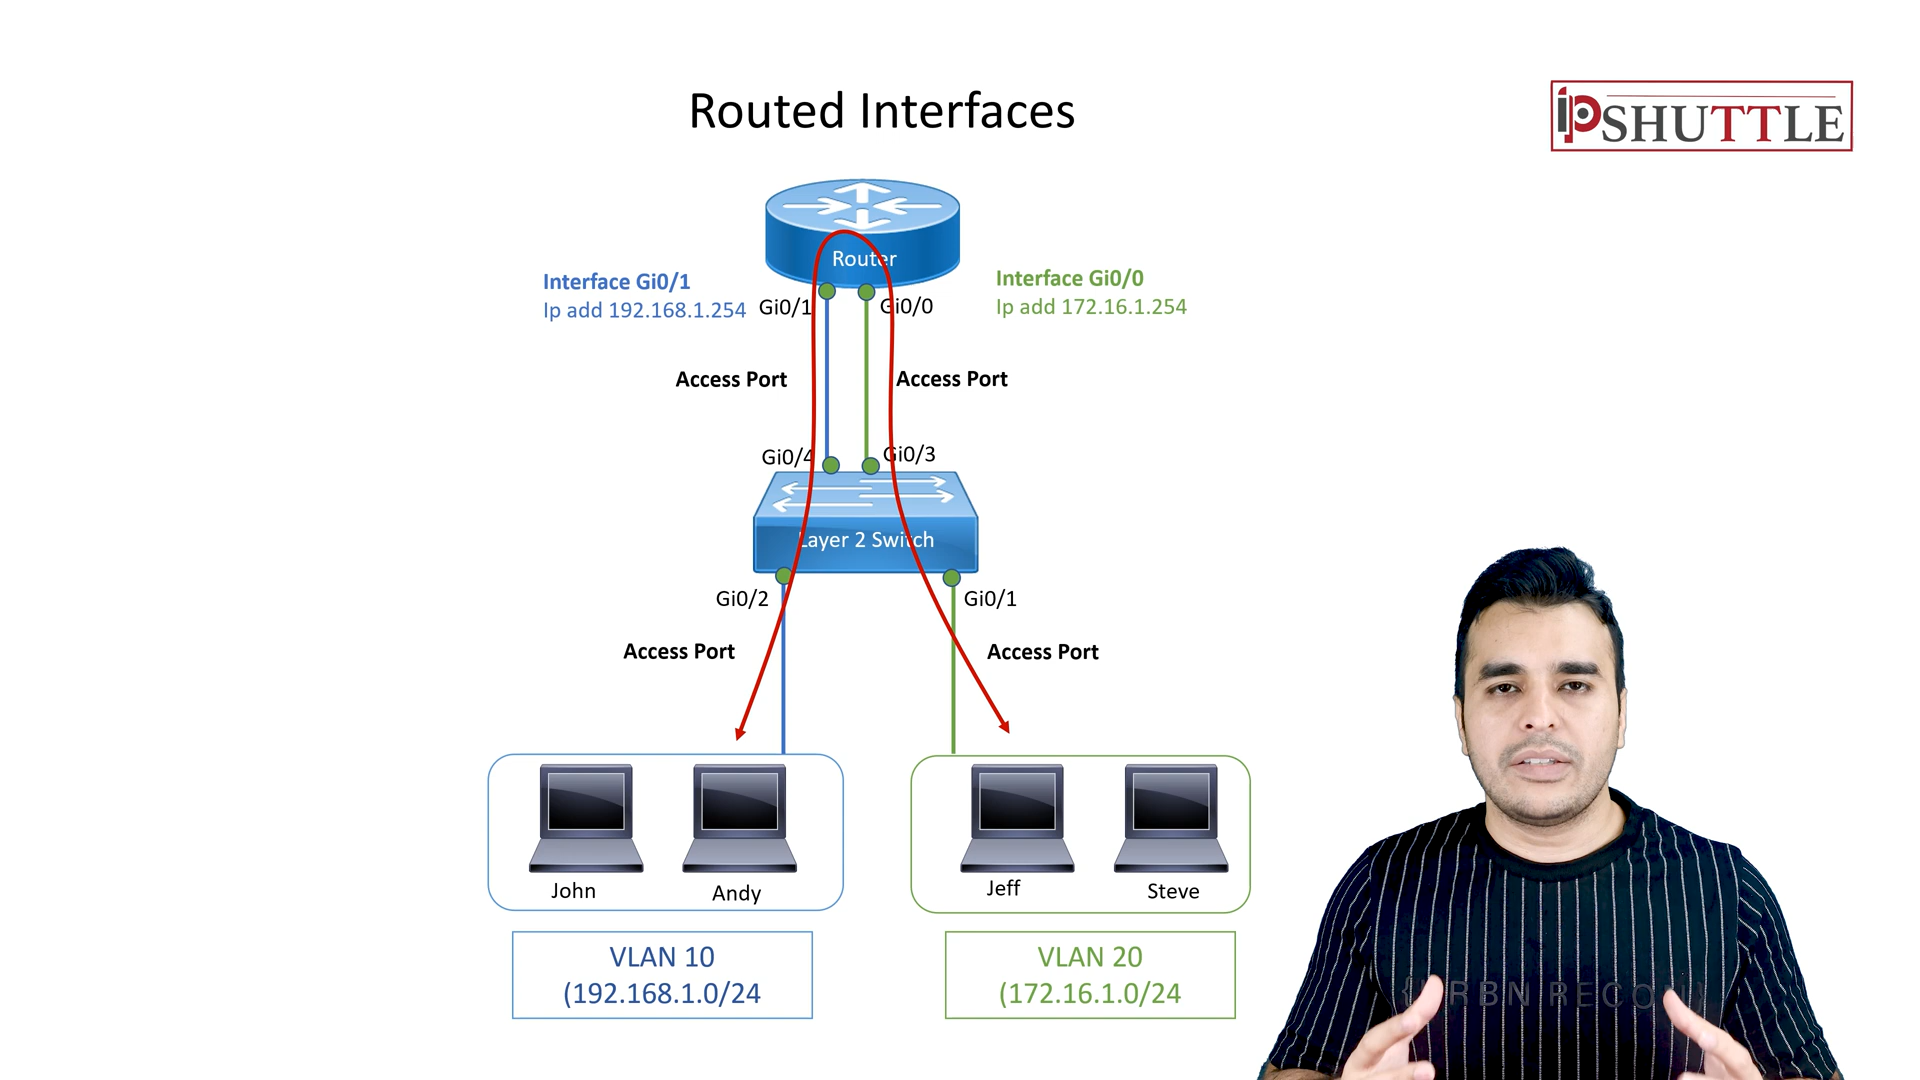 Routed Interfaces
ipSHUTTLE
Router
Interface Gi0/1
Ip add 192.168.1.254
Gi0/1
Gi0/0
Interface Gi0/0
Ip add 172.16.1.254
Access Port
Access Port
Gi0/4
Gi0/3
Layer 2 Switch
Gi0/2
Gi0/1
Access Port
Access Port
John
Andy
Jeff
Steve
VLAN 10
(192.168.1.0/24
VLAN 20
(172.16.1.0/24